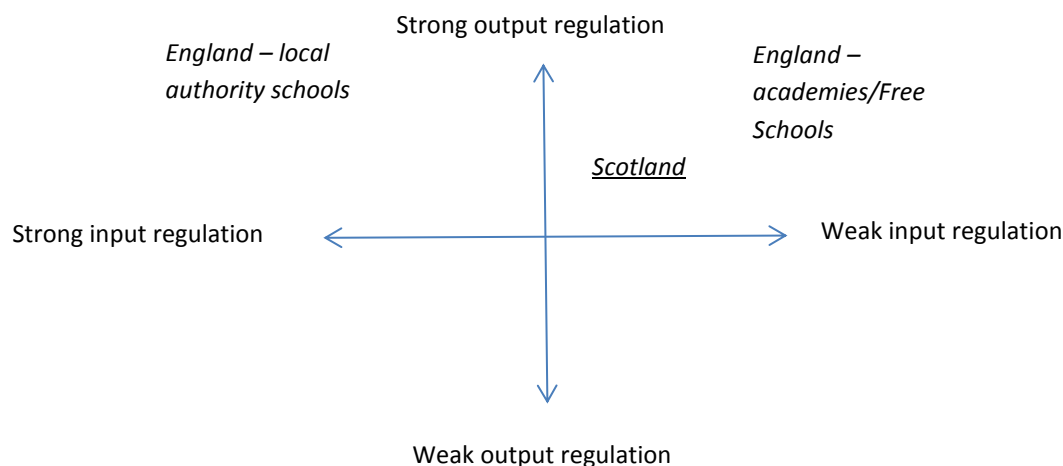 Strong output regulation
England – local
authority schools
England –
academies/Free
Schools
Scotland
Strong input regulation
Weak input regulation
Weak output regulation